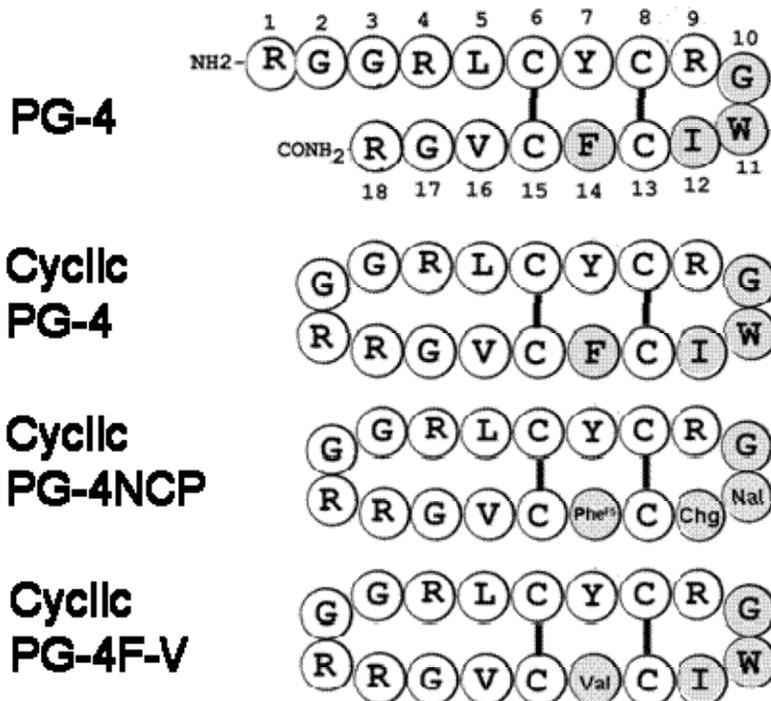 1 2 3 4 5 6 7 8 9 10
NH2- R G G R L C Y C R G
PG-4
W 11
CONH2 R G V C F C I
18 17 16 15 14 13 12
Cyclic
PG-4
G G R L C Y C R G
R R G V C F C I W
Cyclic
PG-4NCP
G G R L C Y C R G
R R G V C C Chg Nal
Cyclic
PG-4F-V
G G R L C Y C R G
R R G V C Val C I W